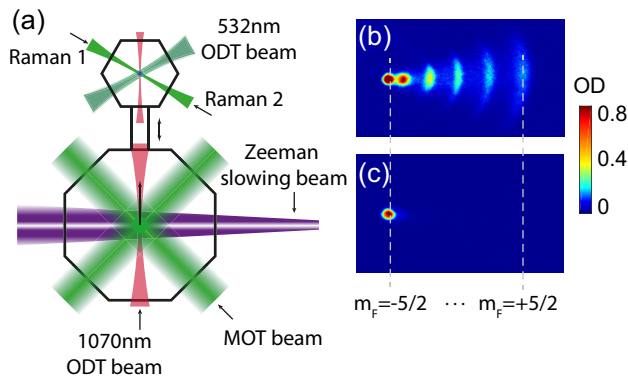 (a)
Raman 1
532nm
ODT beam
Raman 2
Zeeman
slowing beam
1070nm
ODT beam
MOT beam
(b)
(c)
OD
0.8
0.4
0
m_F=-5/2 ··· m_F=+5/2